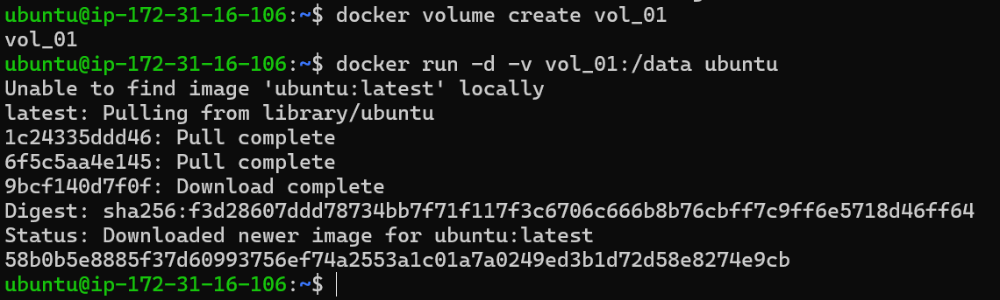 ubuntu@ip-172-31-16-106:~$ docker volume create vol_01
vol_01
ubuntu@ip-172-31-16-106:~$ docker run -d -v vol_01:/data ubuntu
Unable to find image 'ubuntu:latest' locally
latest: Pulling from library/ubuntu
1c24335ddd46: Pull complete
6f5c5aa4e145: Pull complete
9bcf140d7f0f: Download complete
Digest: sha256:f3d28607ddd78734bb7f71f117f3c6706c666b8b76cbff7c9ff6e5718d46ff64
Status: Downloaded newer image for ubuntu:latest
58b0b5e8885f37d60993756ef74a2553a1c01a7a0249ed3b1d72d58e8274e9cb
ubuntu@ip-172-31-16-106:~$